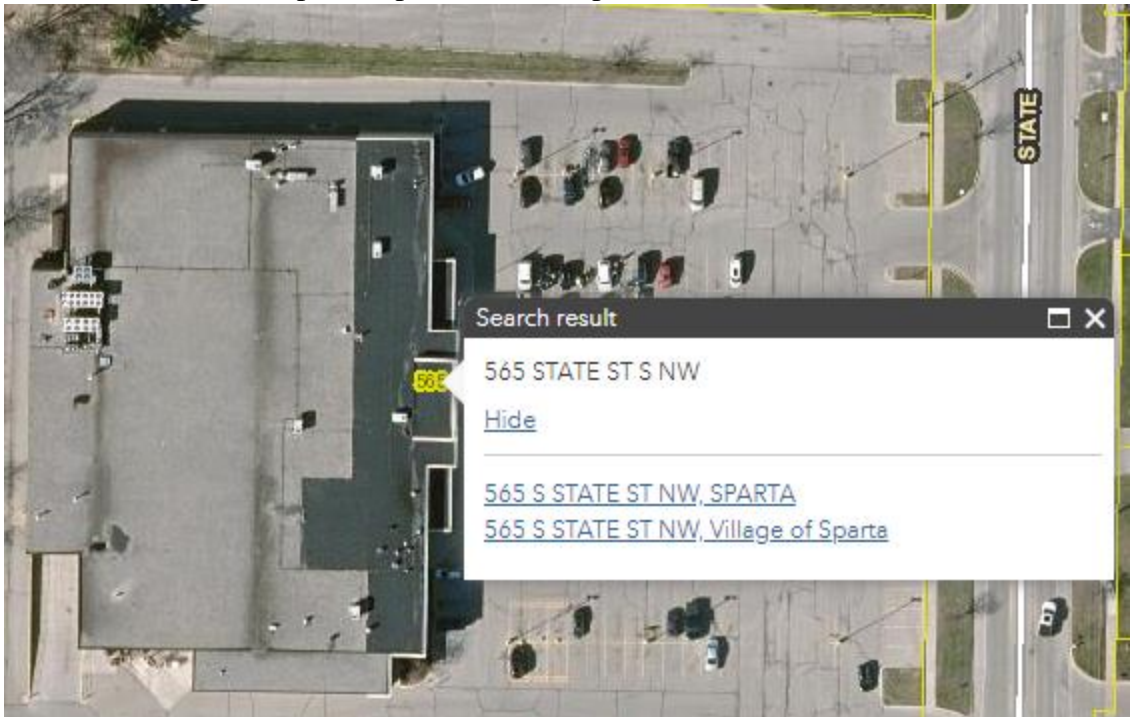 STATE
Search result
565 STATE ST S NW
565
Hide
565 S STATE ST NW, SPARTA
565 S STATE ST NW, Village of Sparta